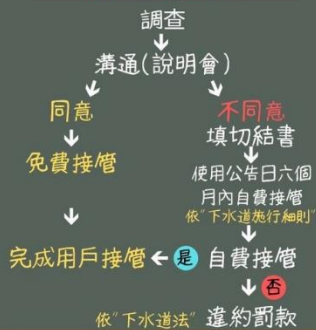 調查
溝通(說明會)
同意
不同意
填切結書
免費接管
使用公告日六個
月內自費接管
依"下水道施行細則"
完成用戶接管
是
自費接管
否
依"下水道法"
違約罰款